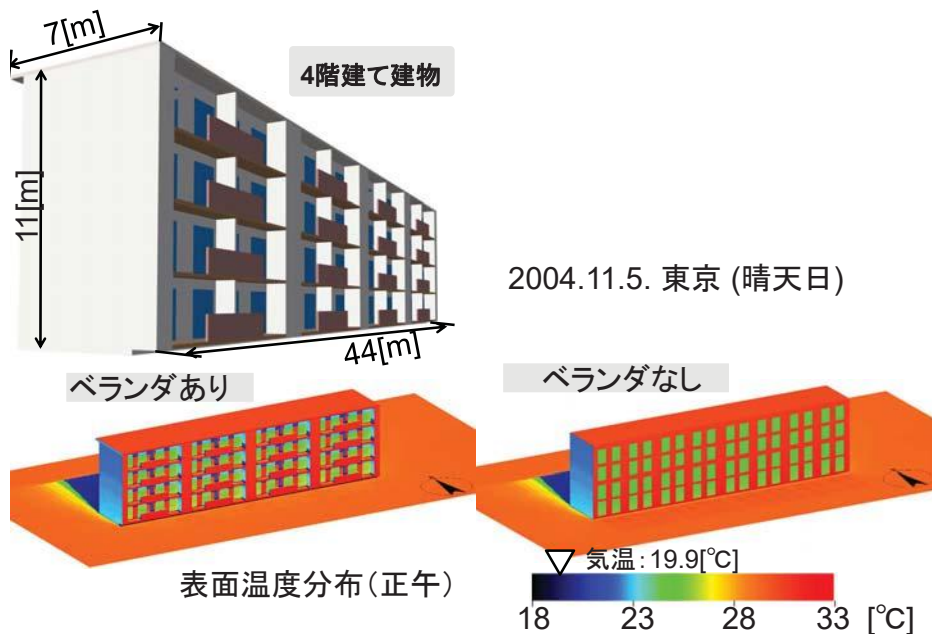 7[m]
4階建て建物
11[m]
2004.11.5. 東京 (晴天日)
44[m]
ベランダあり
ベランダなし
表面温度分布(正午)
気温:19.9[℃]
18 23 28 33 [℃]